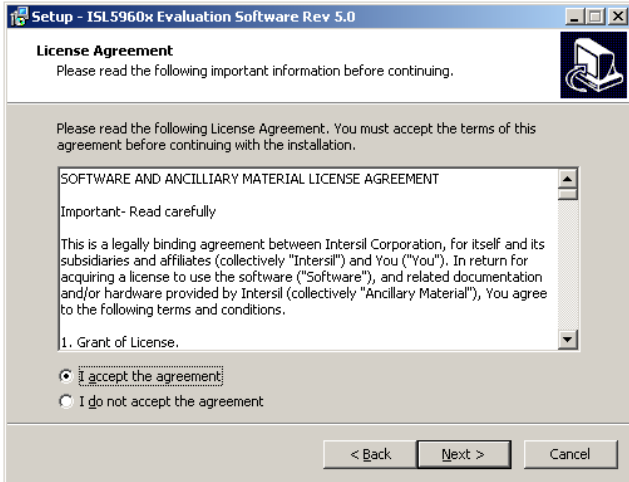 Setup - ISL5960x Evaluation Software Rev 5.0
License Agreement
Please read the following important information before continuing.
Please read the following License Agreement. You must accept the terms of this
agreement before continuing with the installation.
SOFTWARE AND ANCILLIARY MATERIAL LICENSE AGREEMENT
Important- Read carefully
This is a legally binding agreement between Intersil Corporation, for itself and its
subsidiaries and affiliates (collectively "Intersil") and You ("You"). In return for
acquiring a license to use the software ("Software"), and related documentation
and/or hardware provided by Intersil (collectively "Ancillary Material"), You agree
to the following terms and conditions.
1. Grant of License.
I accept the agreement
I do not accept the agreement
< Back Next > Cancel